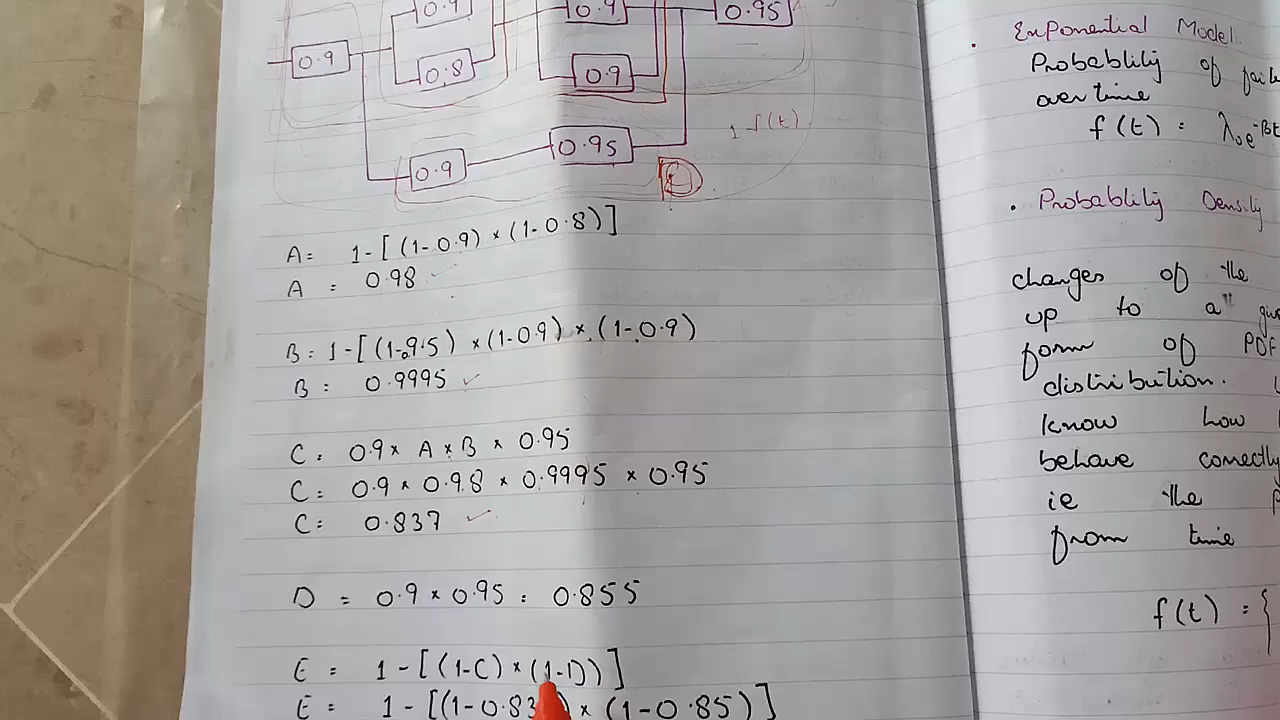 0.9
0.9
0.95
0.9
0.8
0.9
0.9
0.95
1-f(t)
A= 1-[(1-0.9) × (1-0.8)]
A = 0.98
B= 1-[(1-0.95) × (1-0.9) × (1-0.9)
B = 0.9995
C= 0.9 × A × B × 0.95
C= 0.9 × 0.98 × 0.9995 × 0.95
C= 0.837
D = 0.9 × 0.95 = 0.855
E = 1-[(1-C) × (1-D)]
E = 1-[(1-0.83 ) × (1-0.85)]
. Exponential Model.
Probablility of
over time
f(t) = λ₀e^-βt
. Probablility Density
changes of the
up to a
form of PDF
distribution.
know how
behave correctly
ie the
from time
f(t) = {